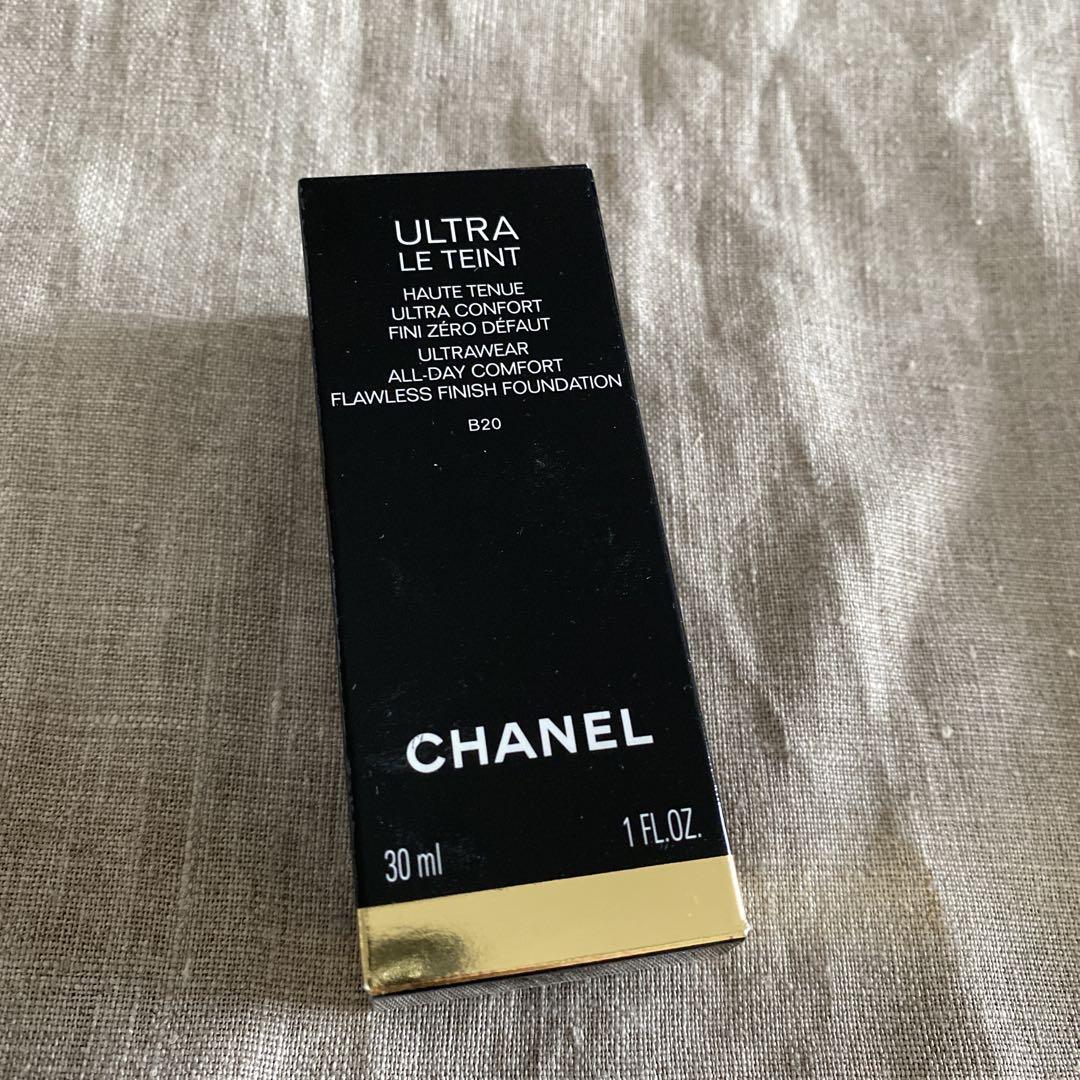 ULTRA
LE TEINT
HAUTE TENUE
ULTRA CONFORT
FINI ZÉRO DÉFAUT
ULTRAWEAR
ALL-DAY COMFORT
FLAWLESS FINISH FOUNDATION
B20
CHANEL
30 ml 1 FL.OZ.